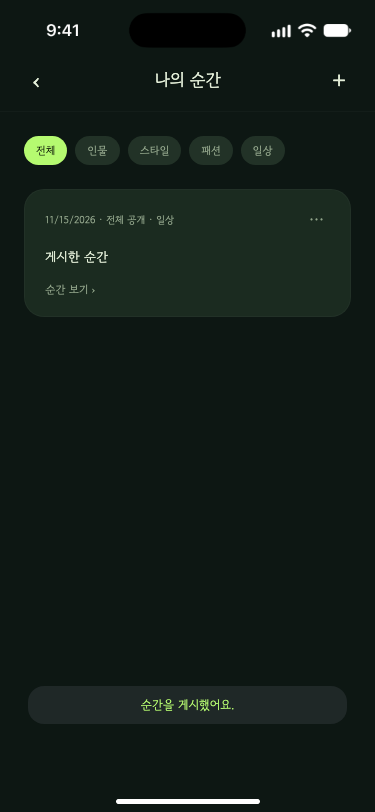 9:41
나의 순간
전체 인물 스타일 패션 일상
11/15/2026 · 전체 공개 · 일상
게시한 순간
순간 보기 ›
순간을 게시했어요.